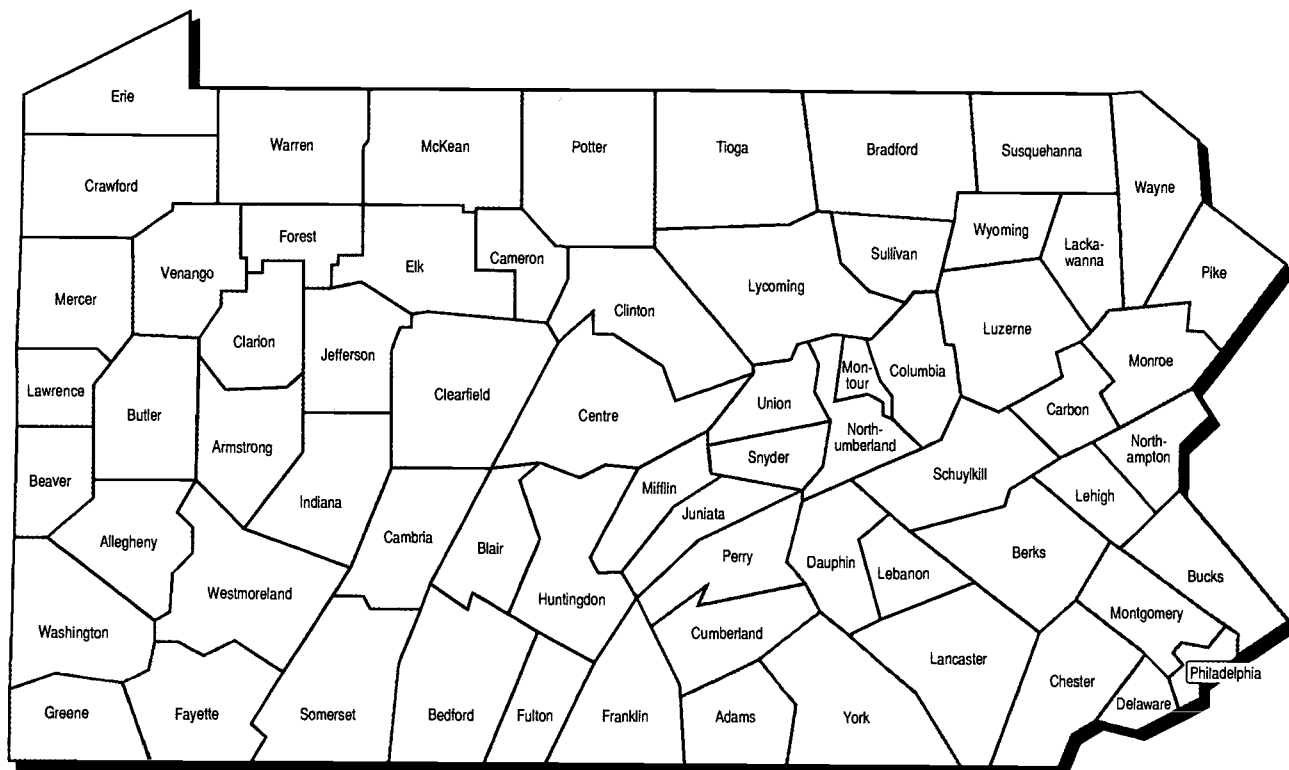 Erie
Warren
McKean
Potter
Tioga
Bradford
Susquehanna
Crawford
Wayne
Forest
Venango
Elk
Cameron
Sullivan
Wyoming
Lacka-
wanna
Pike
Mercer
Lycoming
Clinton
Luzerne
Clarion
Jefferson
Monroe
Lawrence
Butler
Clearfield
Centre
Union
Mon-
tour
Columbia
Carbon
Armstrong
North-
umberland
North-
ampton
Beaver
Snyder
Schuylkill
Indiana
Mifflin
Lehigh
Juniata
Allegheny
Cambria
Blair
Perry
Dauphin
Lebanon
Berks
Bucks
Westmoreland
Huntingdon
Montgomery
Washington
Cumberland
Lancaster
Philadelphia
Chester
Greene
Fayette
Somerset
Bedford
Fulton
Franklin
Adams
York
Delaware